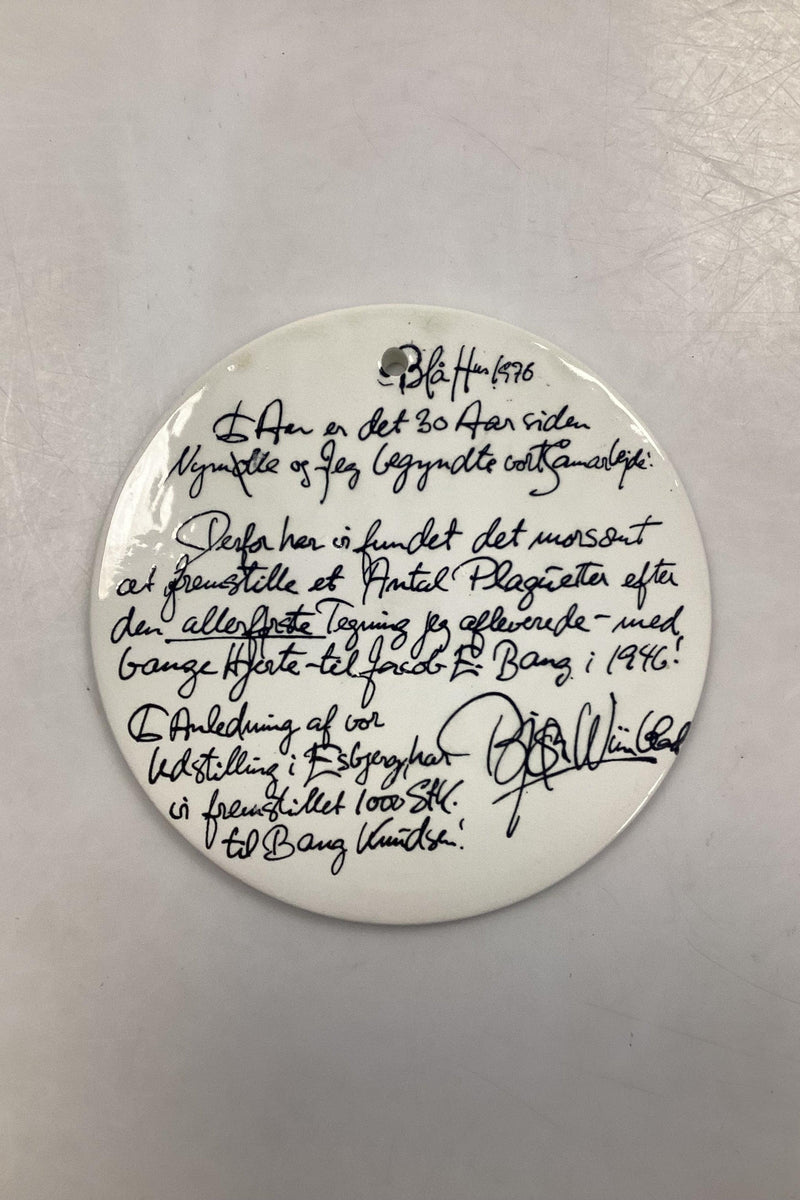 Blå Hus 1976
I Aar er det 30 Aar siden
Nymølle og Jeg begyndte vort Samarbejde:
Derfor har vi fundet det morsomt
at fremstille et Antal Plaquetter efter
den allerførste Tegning jeg afleverede - med
bange Hjerte - til Jacob E. Bang i 1946!
I Anledning af vor
Udstilling i Esbjerg, har
vi fremstillet 1000 Stk.
til Bang Knudsen!
Bjørn Wiinblad